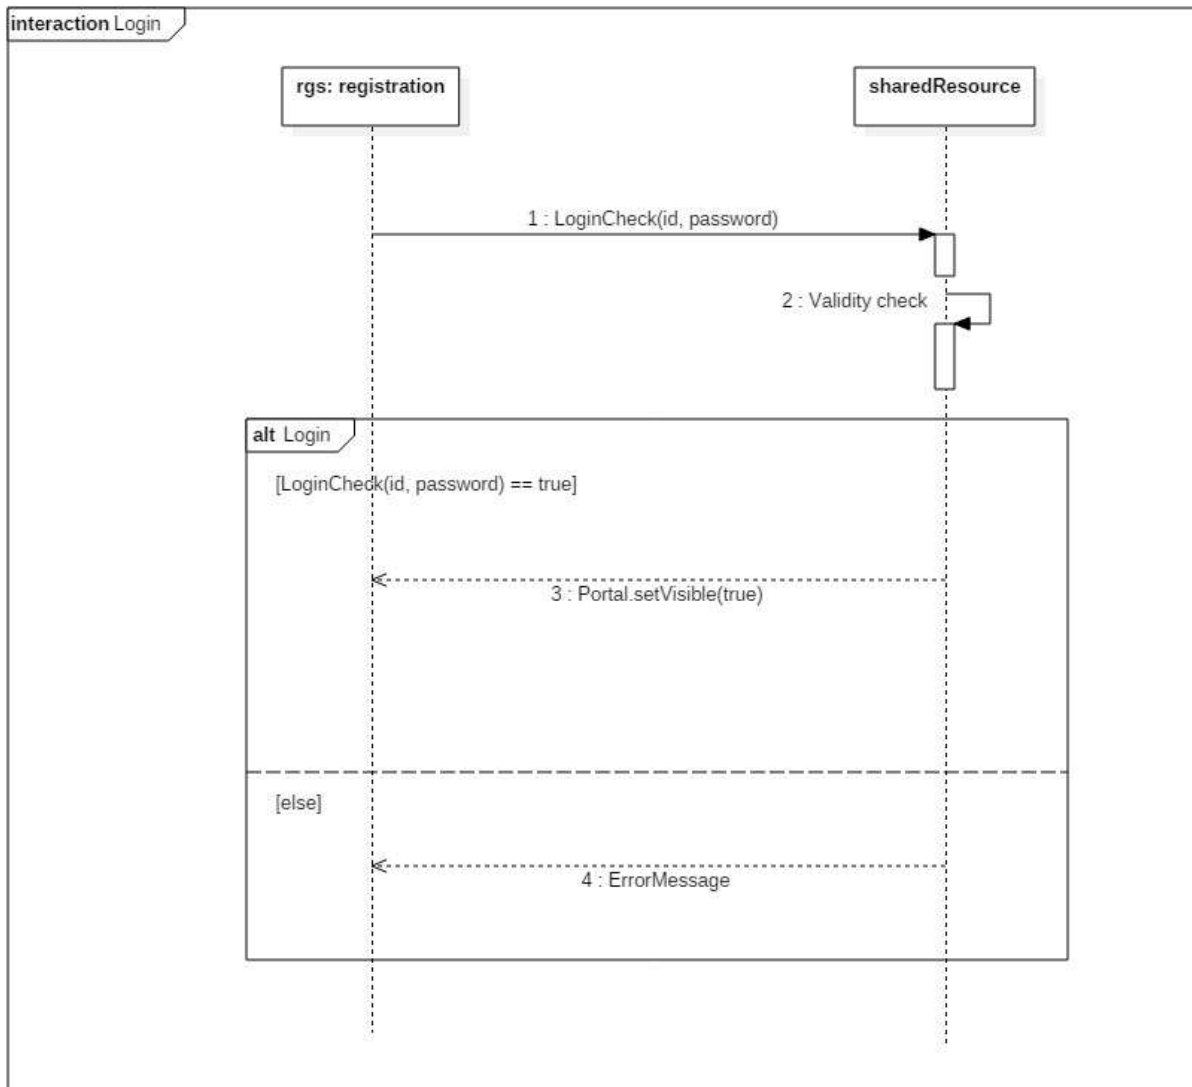 interaction Login
rgs: registration
sharedResource
1 : LoginCheck(id, password)
2 : Validity check
alt Login
[LoginCheck(id, password) == true]
3 : Portal.setVisible(true)
[else]
4 : ErrorMessage